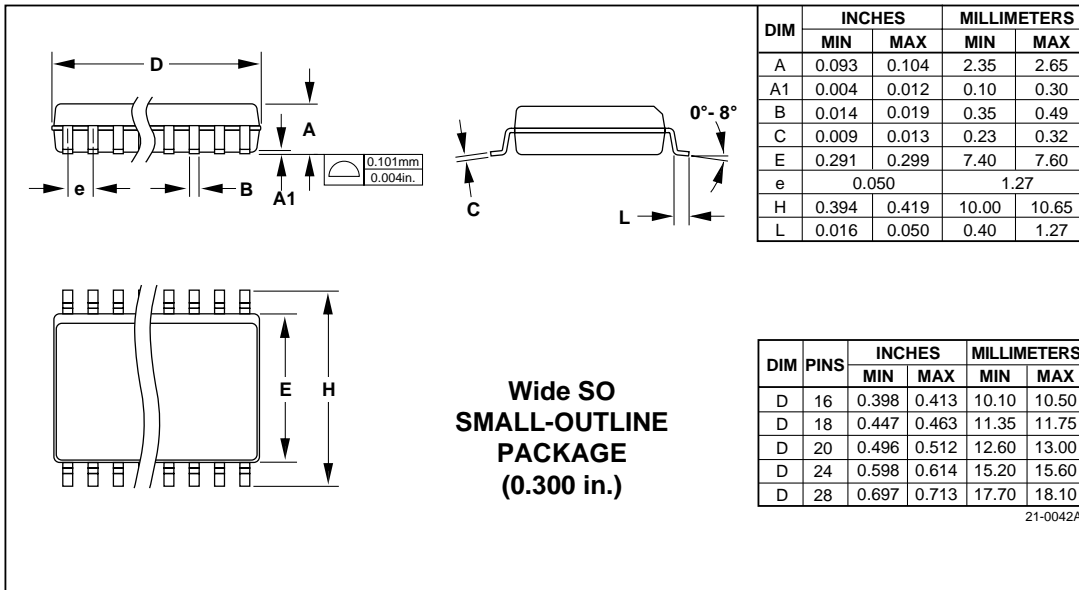 D
A
0.101mm
0.004in.
e
B
A1
C
L
0°- 8°
E
H
Wide SO
SMALL-OUTLINE
PACKAGE
(0.300 in.)
DIM INCHES MILLIMETERS
MIN MAX MIN MAX
A 0.093 0.104 2.35 2.65
A1 0.004 0.012 0.10 0.30
B 0.014 0.019 0.35 0.49
C 0.009 0.013 0.23 0.32
E 0.291 0.299 7.40 7.60
e 0.050 1.27
H 0.394 0.419 10.00 10.65
L 0.016 0.050 0.40 1.27
DIM PINS INCHES MILLIMETERS
MIN MAX MIN MAX
D 16 0.398 0.413 10.10 10.50
D 18 0.447 0.463 11.35 11.75
D 20 0.496 0.512 12.60 13.00
D 24 0.598 0.614 15.20 15.60
D 28 0.697 0.713 17.70 18.10
21-0042A